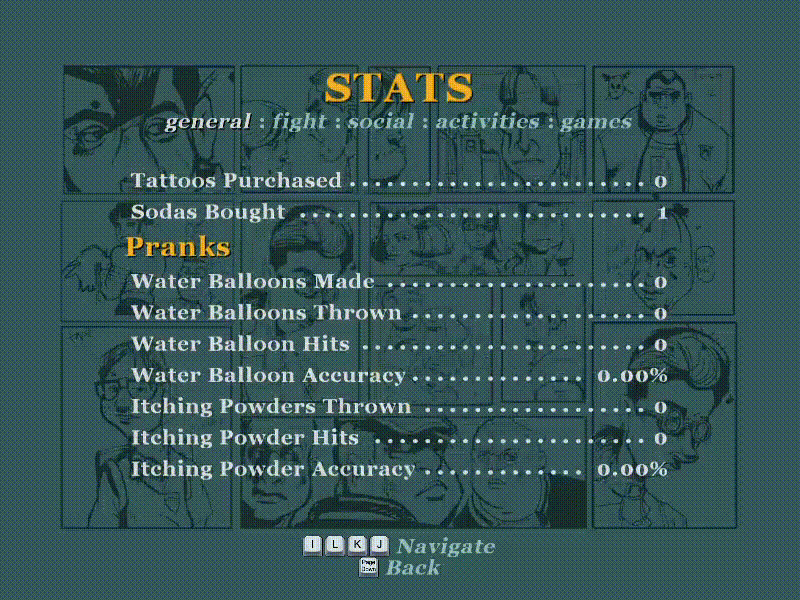 STATS
general : fight : social : activities : games
Tattoos Purchased . . . . . . . . . . . . . . . . . . . . . . . . 0
Sodas Bought . . . . . . . . . . . . . . . . . . . . . . . . . . . . 1
Pranks
Water Balloons Made . . . . . . . . . . . . . . . . . . . . . 0
Water Balloons Thrown . . . . . . . . . . . . . . . . . . . 0
Water Balloon Hits . . . . . . . . . . . . . . . . . . . . . . . 0
Water Balloon Accuracy . . . . . . . . . . . . . . 0.00%
Itching Powders Thrown . . . . . . . . . . . . . . . . . . 0
Itching Powder Hits . . . . . . . . . . . . . . . . . . . . . . 0
Itching Powder Accuracy . . . . . . . . . . . . . 0.00%
I L K J Navigate
Page Down Back